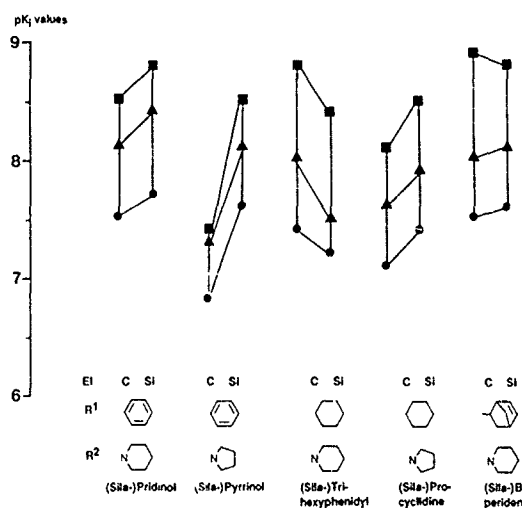 pKi values
9
8
7
6
El C Si C Si C Si C Si C Si
R1
R2 N N N N N
(Sila-)Pridinol (Sila-)Pyrrinol (Sila-)Tri-hexyphenidyl (Sila-)Pro-cyclidine (Sila-)B
periden